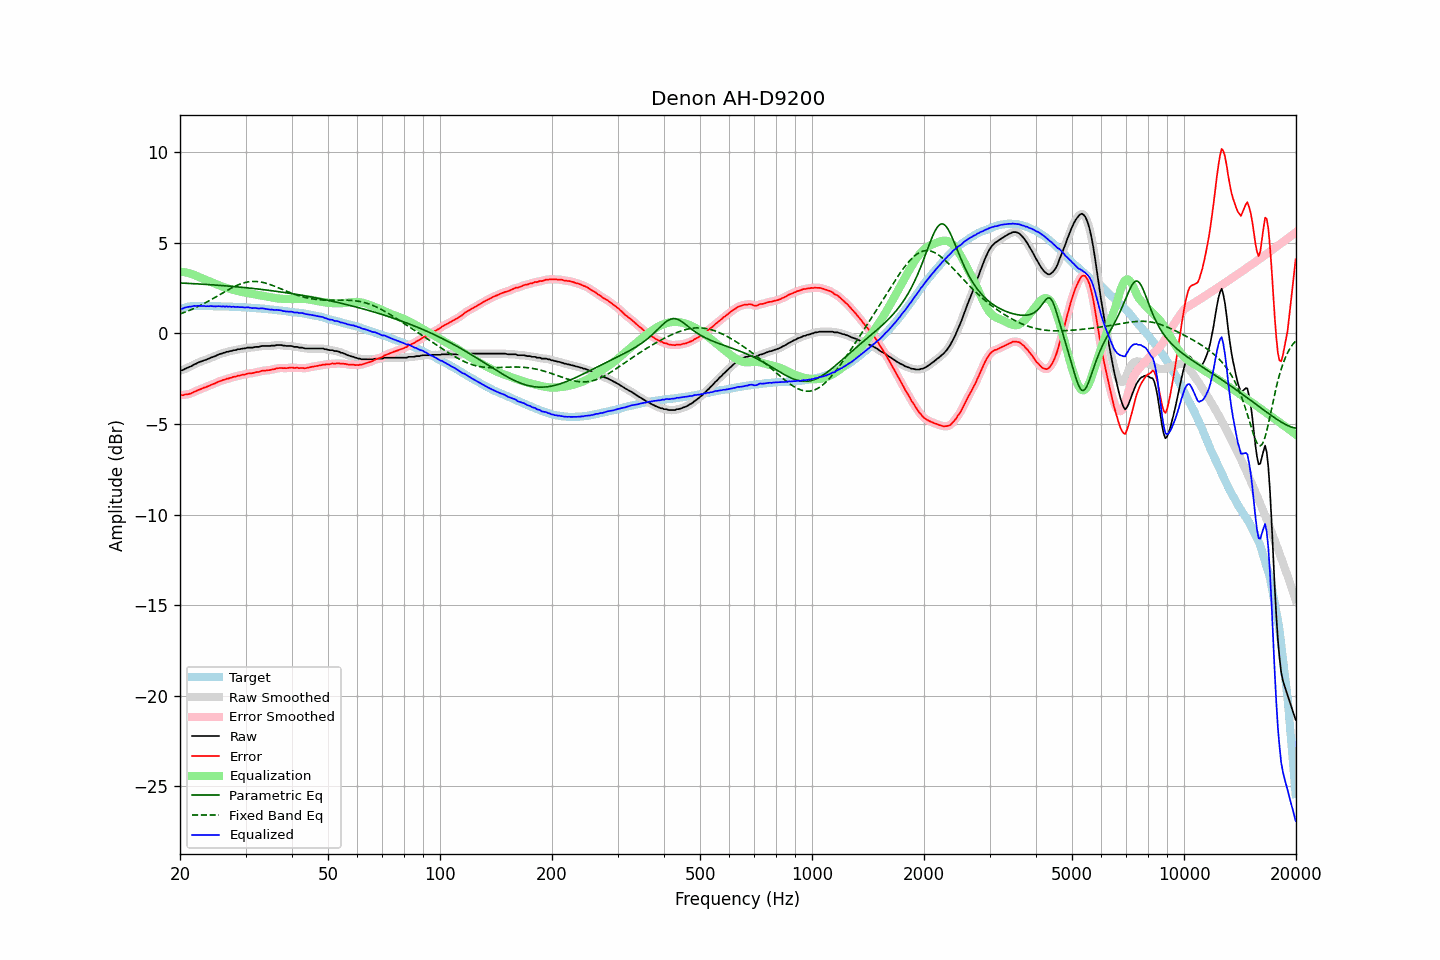 Denon AH-D9200
10
5
0
−5
−10
−15
−20
−25
Amplitude (dBr)
Target
Raw Smoothed
Error Smoothed
Raw
Error
Equalization
Parametric Eq
Fixed Band Eq
Equalized
20 50 100 200 500 1000 2000 5000 10000 20000
Frequency (Hz)